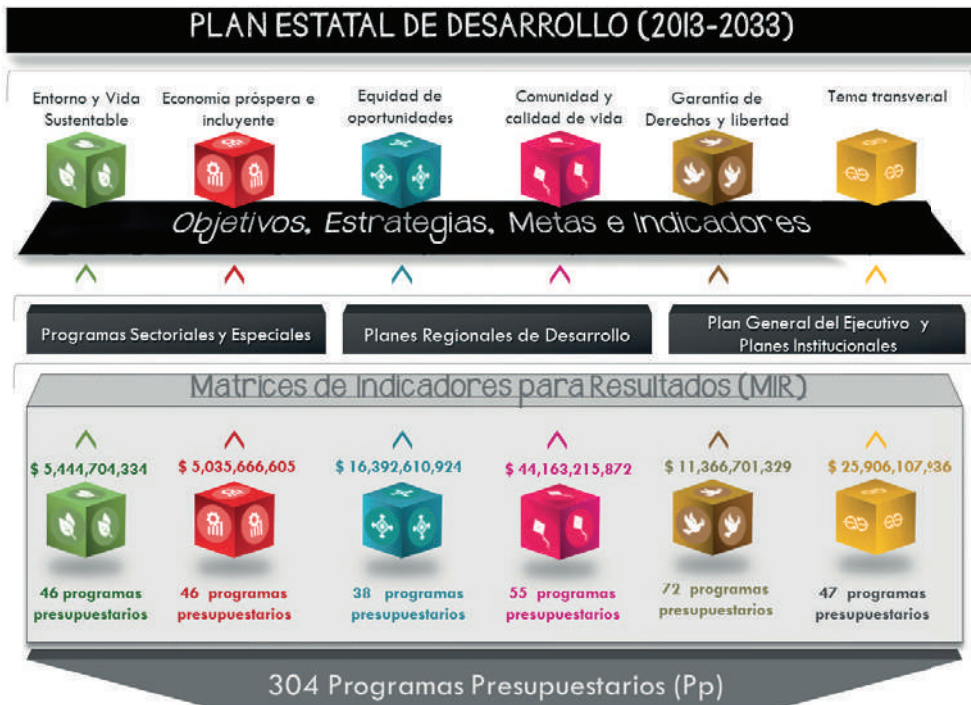 PLAN ESTATAL DE DESARROLLO (2013-2033)
Entorno y Vida
Sustentable
Economía próspera e
incluyente
Equidad de
oportunidades
Comunidad y
calidad de vida
Garantía de
Derechos y libertad
Tema transversal
Objetivos, Estrategias, Metas e Indicadores
Programas Sectoriales y Especiales
Planes Regionales de Desarrollo
Plan General del Ejecutivo y
Planes Institucionales
Matrices de Indicadores para Resultados (MIR)
$ 5,444,704,334
$ 5,035,666,605
$ 16,392,610,924
$ 44,163,215,872
$ 11,366,701,329
$ 25,906,107,936
46 programas
presupuestarios
46 programas
presupuestarios
38 programas
presupuestarios
55 programas
presupuestarios
72 programas
presupuestarios
47 programas
presupuestarios
304 Programas Presupuestarios (Pp)